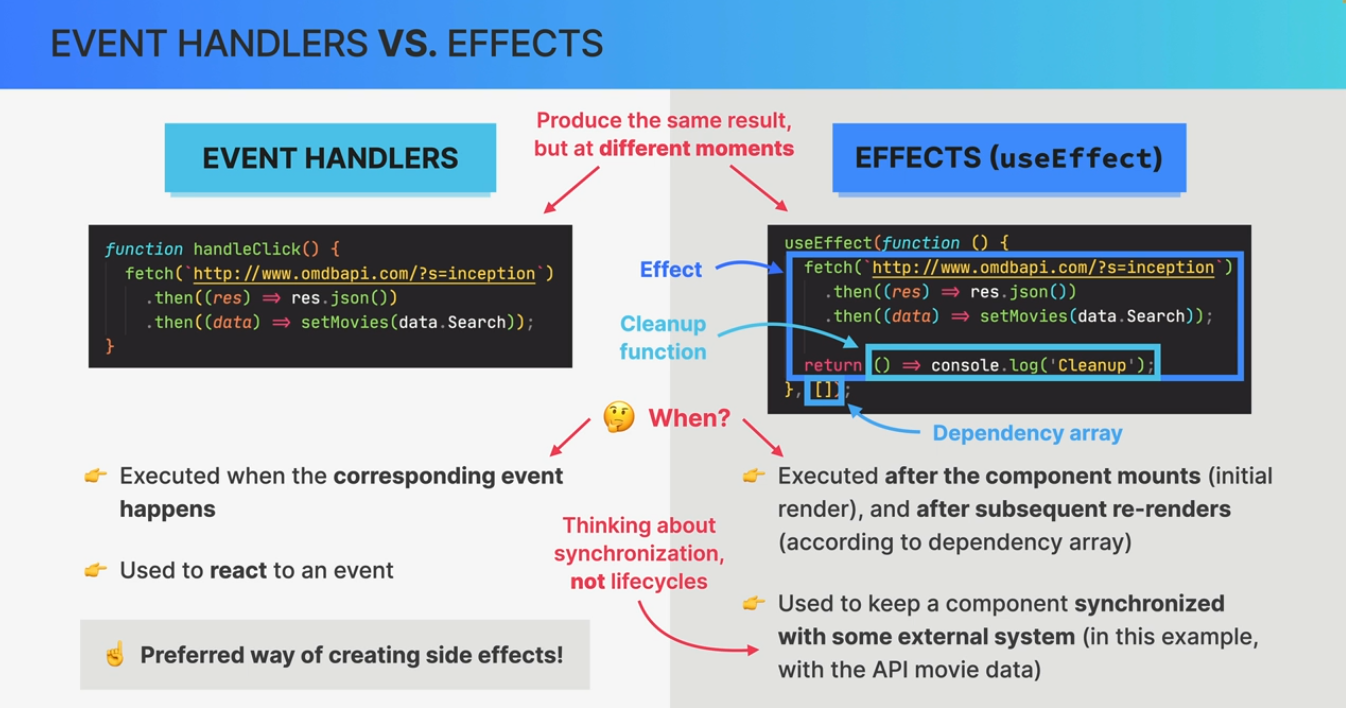 EVENT HANDLERS VS. EFFECTS
Produce the same result,
but at different moments
EVENT HANDLERS
function handleClick() {
fetch(`http://www.omdbapi.com/?s=inception`)
.then((res) ⇒ res.json())
.then((data) ⇒ setMovies(data.Search));
}
EFFECTS (useEffect)
useEffect(function () {
fetch(`http://www.omdbapi.com/?s=inception`)
.then((res) ⇒ res.json())
.then((data) ⇒ setMovies(data.Search));
return () ⇒ console.log('Cleanup');
}, []);
Effect
Cleanup
function
Dependency array
🤔 When?
👉 Executed when the corresponding event
happens
👉 Used to react to an event
☝️ Preferred way of creating side effects!
Thinking about
synchronization,
not lifecycles
👉 Executed after the component mounts (initial
render), and after subsequent re-renders
(according to dependency array)
👉 Used to keep a component synchronized
with some external system (in this example,
with the API movie data)